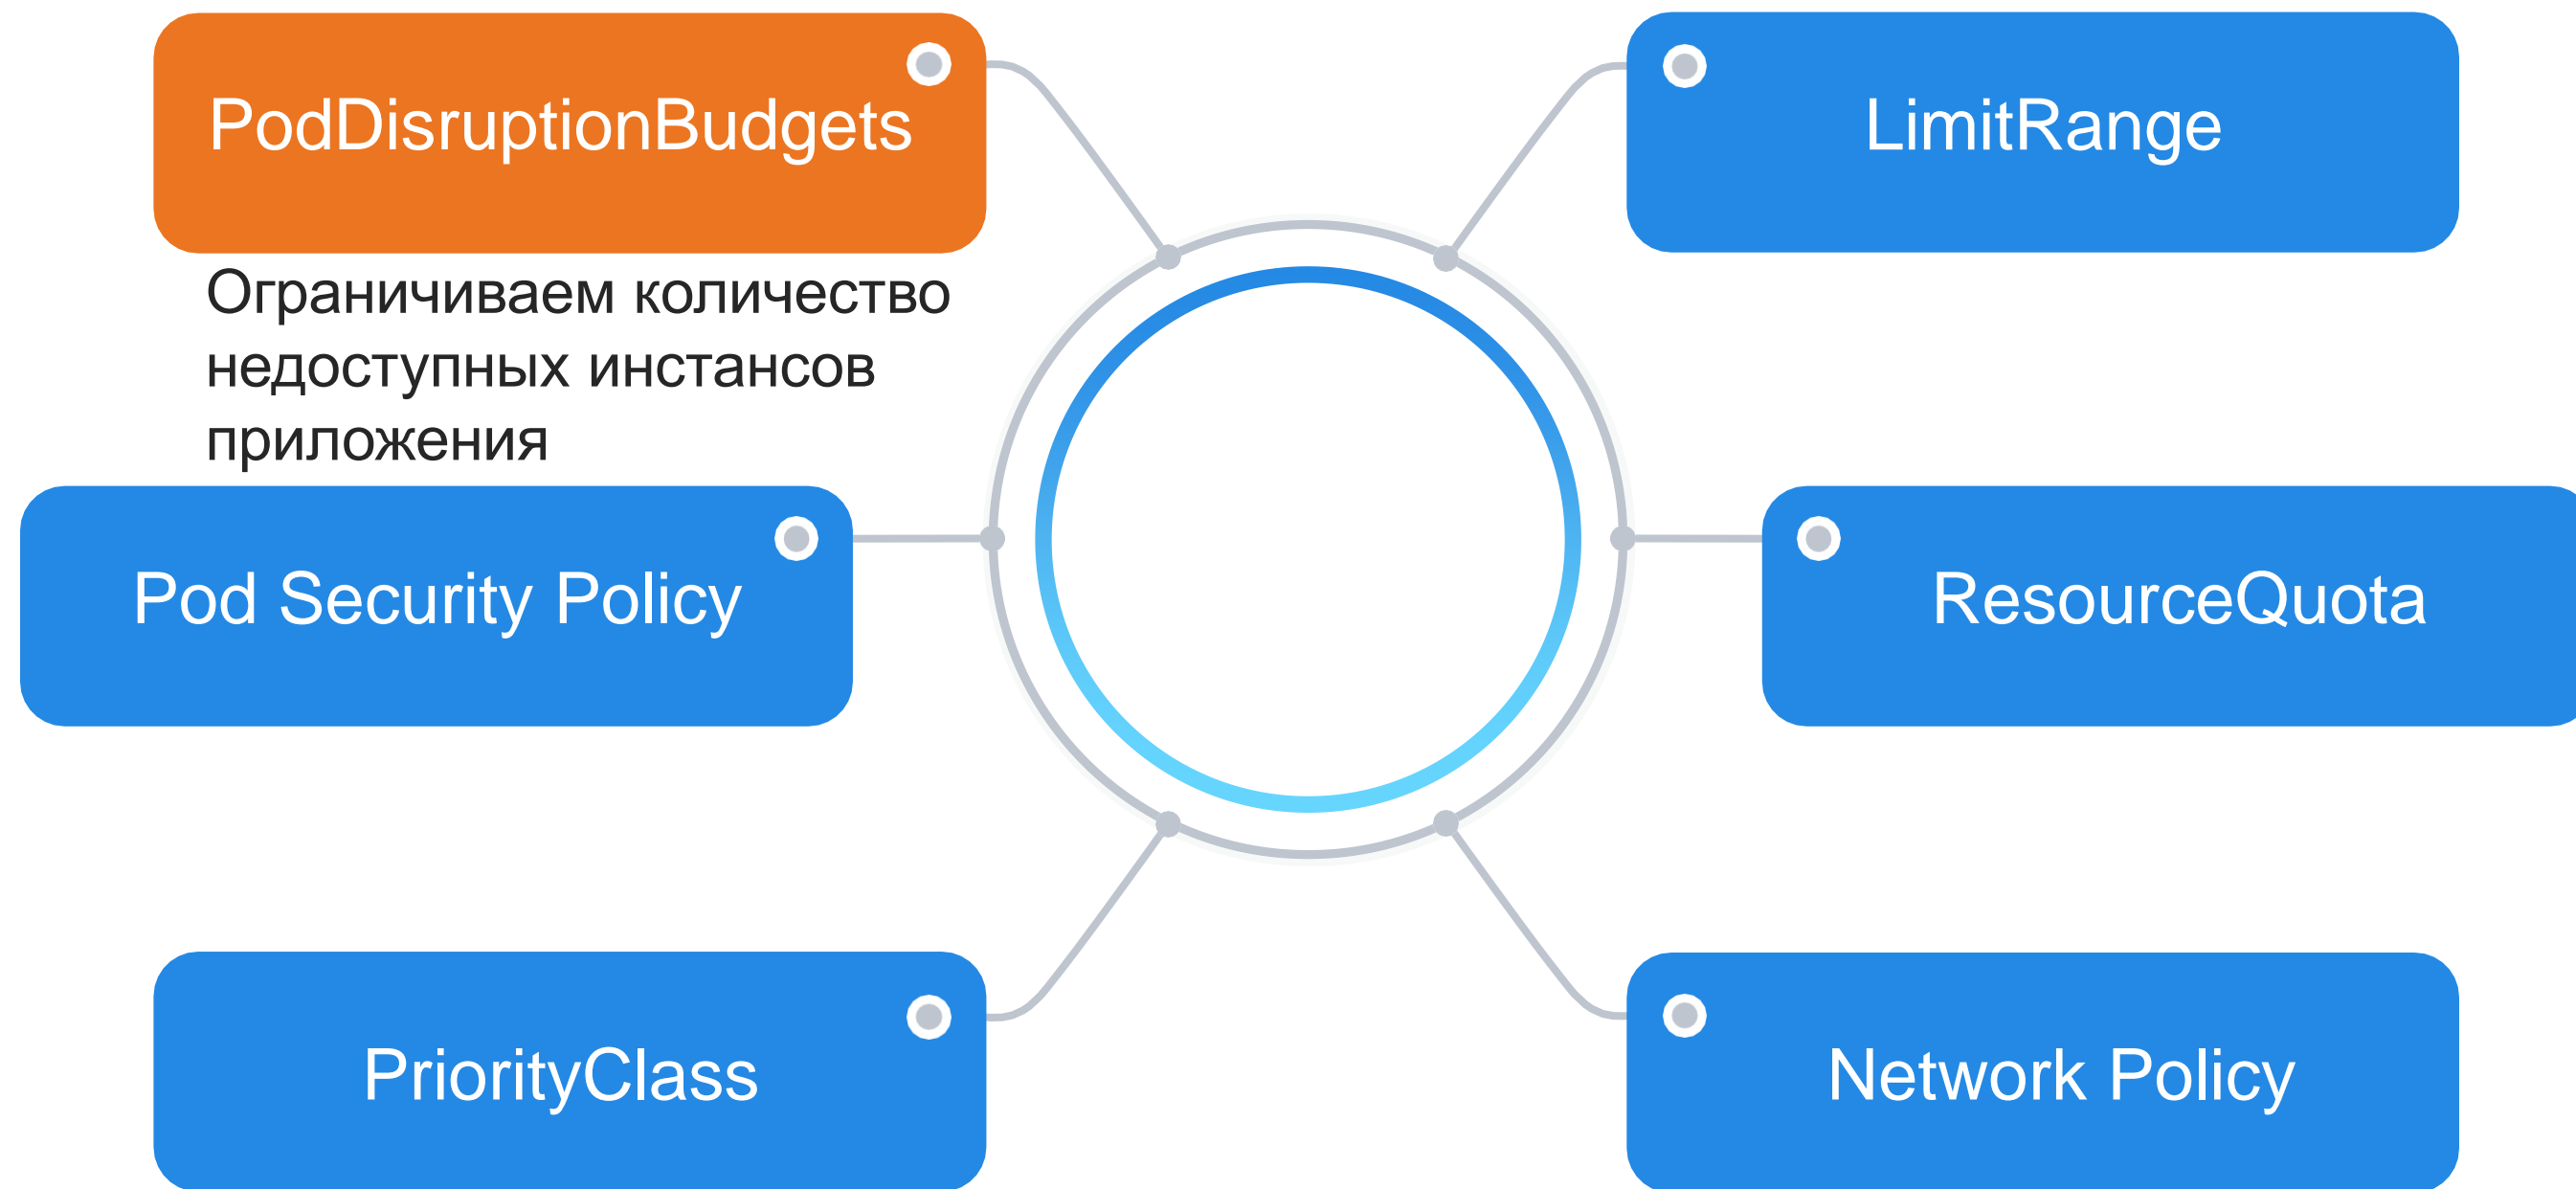 PodDisruptionBudgets
Ограничиваем количество
недоступных инстансов
приложения
Pod Security Policy
PriorityClass
LimitRange
ResourceQuota
Network Policy